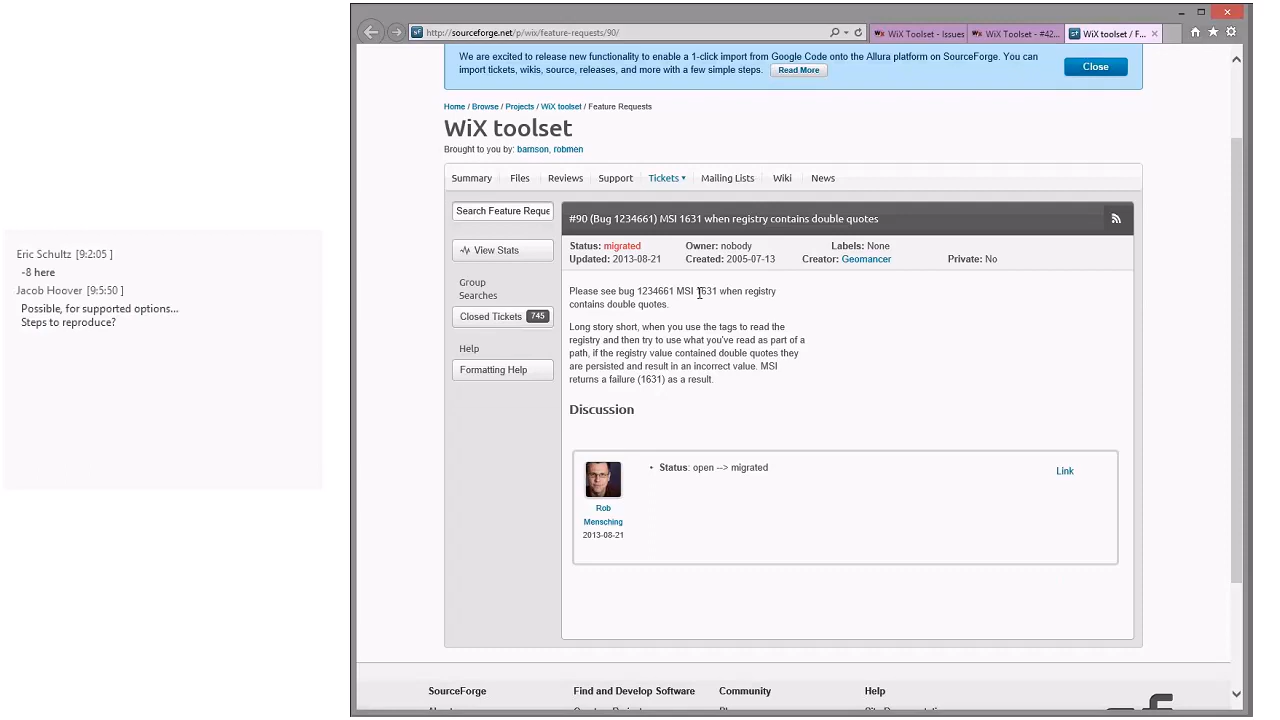 http://sourceforge.net/p/wix/feature-requests/90/
WiX Toolset - Issues
WiX Toolset - #42...
WiX toolset / F...
We are excited to release new functionality to enable a 1-click import from Google Code onto the Allura platform on SourceForge. You can
import tickets, wikis, source, releases, and more with a few simple steps. Read More
Close
Home / Browse / Projects / WiX toolset / Feature Requests
WiX toolset
Brought to you by: barnson, robmen
Summary Files Reviews Support Tickets Mailing Lists Wiki News
Search Feature Reque
View Stats
Group
Searches
Closed Tickets 745
Help
Formatting Help
#90 (Bug 1234661) MSI 1631 when registry contains double quotes
Status: migrated Owner: nobody Labels: None
Updated: 2013-08-21 Created: 2005-07-13 Creator: Geomancer Private: No
Please see bug 1234661 MSI 1631 when registry
contains double quotes.
Long story short, when you use the tags to read the
registry and then try to use what you've read as part of a
path, if the registry value contained double quotes they
are persisted and result in an incorrect value. MSI
returns a failure (1631) as a result.
Discussion
Status: open --> migrated
Link
Rob
Mensching
2013-08-21
SourceForge Find and Develop Software Community Help
Eric Schultz [9:2:05 ]
-8 here
Jacob Hoover [9:5:50 ]
Possible, for supported options...
Steps to reproduce?